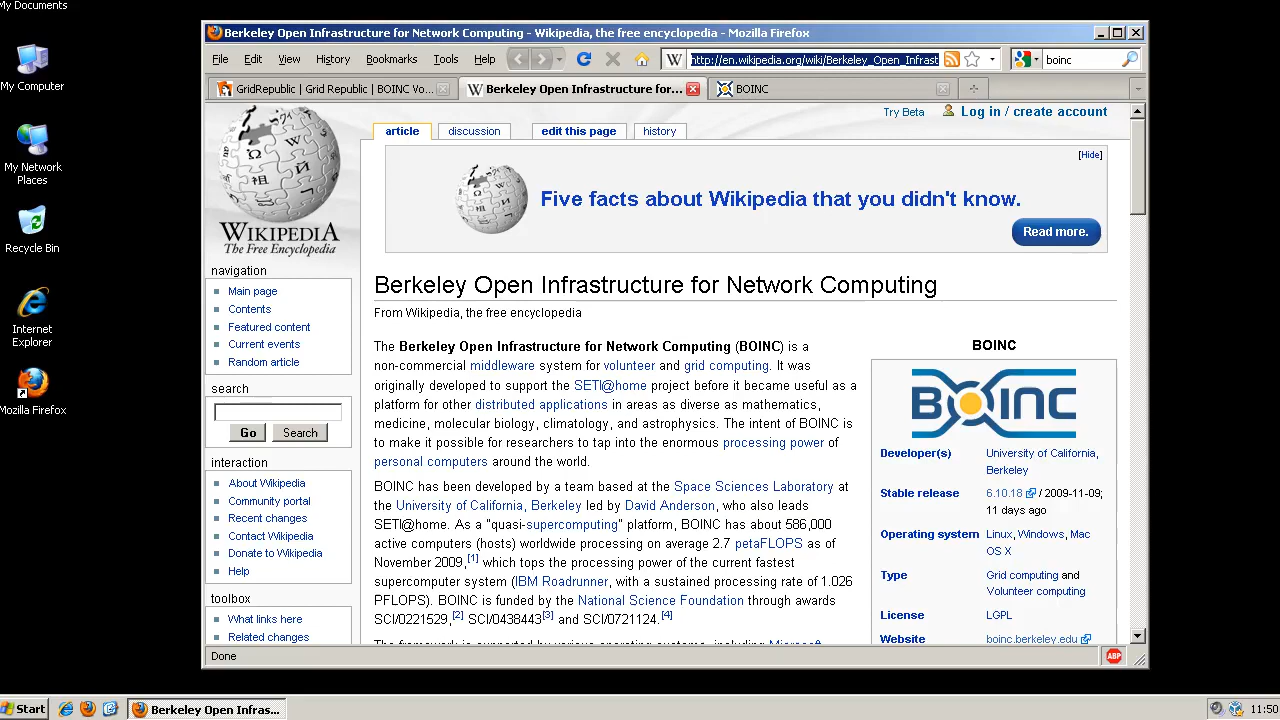 My Documents
My Computer
My Network
Places
Recycle Bin
Internet
Explorer
Mozilla Firefox
Berkeley Open Infrastructure for Network Computing - Wikipedia, the free encyclopedia - Mozilla Firefox
File Edit View History Bookmarks Tools Help
W http://en.wikipedia.org/wiki/Berkeley_Open_Infrast
boinc
GridRepublic | Grid Republic | BOINC Vo...
W Berkeley Open Infrastructure for...
BOINC
Try Beta Log in / create account
article discussion edit this page history
[Hide]
Five facts about Wikipedia that you didn't know.
Read more.
WIKIPEDIA
The Free Encyclopedia
navigation
Main page
Contents
Featured content
Current events
Random article
search
Go Search
interaction
About Wikipedia
Community portal
Recent changes
Contact Wikipedia
Donate to Wikipedia
Help
toolbox
What links here
Related changes
Berkeley Open Infrastructure for Network Computing
From Wikipedia, the free encyclopedia
The Berkeley Open Infrastructure for Network Computing (BOINC) is a
non-commercial middleware system for volunteer and grid computing. It was
originally developed to support the SETI@home project before it became useful as a
platform for other distributed applications in areas as diverse as mathematics,
medicine, molecular biology, climatology, and astrophysics. The intent of BOINC is
to make it possible for researchers to tap into the enormous processing power of
personal computers around the world.
BOINC has been developed by a team based at the Space Sciences Laboratory at
the University of California, Berkeley led by David Anderson, who also leads
SETI@home. As a "quasi-supercomputing" platform, BOINC has about 586,000
active computers (hosts) worldwide processing on average 2.7 petaFLOPS as of
November 2009,[1] which tops the processing power of the current fastest
supercomputer system (IBM Roadrunner, with a sustained processing rate of 1.026
PFLOPS). BOINC is funded by the National Science Foundation through awards
SCI/0221529,[2] SCI/0438443[3] and SCI/0721124.[4]
The framework is supported by various operating systems, including Microsoft
BOINC
BOINC
Developer(s) University of California,
Berkeley
Stable release 6.10.18 / 2009-11-09;
11 days ago
Operating system Linux, Windows, Mac
OS X
Type Grid computing and
Volunteer computing
License LGPL
Website boinc.berkeley.edu
Done
ABP
Start
Berkeley Open Infras...
11:50